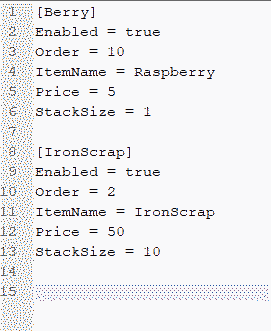 1 [Berry]
2 Enabled = true
3 Order = 10
4 ItemName = Raspberry
5 Price = 5
6 StackSize = 1
7
8 [IronScrap]
9 Enabled = true
10 Order = 2
11 ItemName = IronScrap
12 Price = 50
13 StackSize = 10
14
15